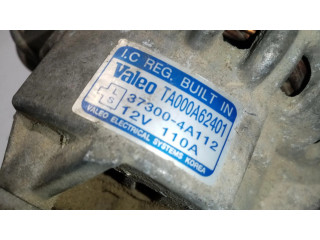 I.C REG. BUILT IN
Valeo TA000A62401
L
S 37300-4A112
12V 110A
VALEO ELECTRICAL SYSTEMS KOREA